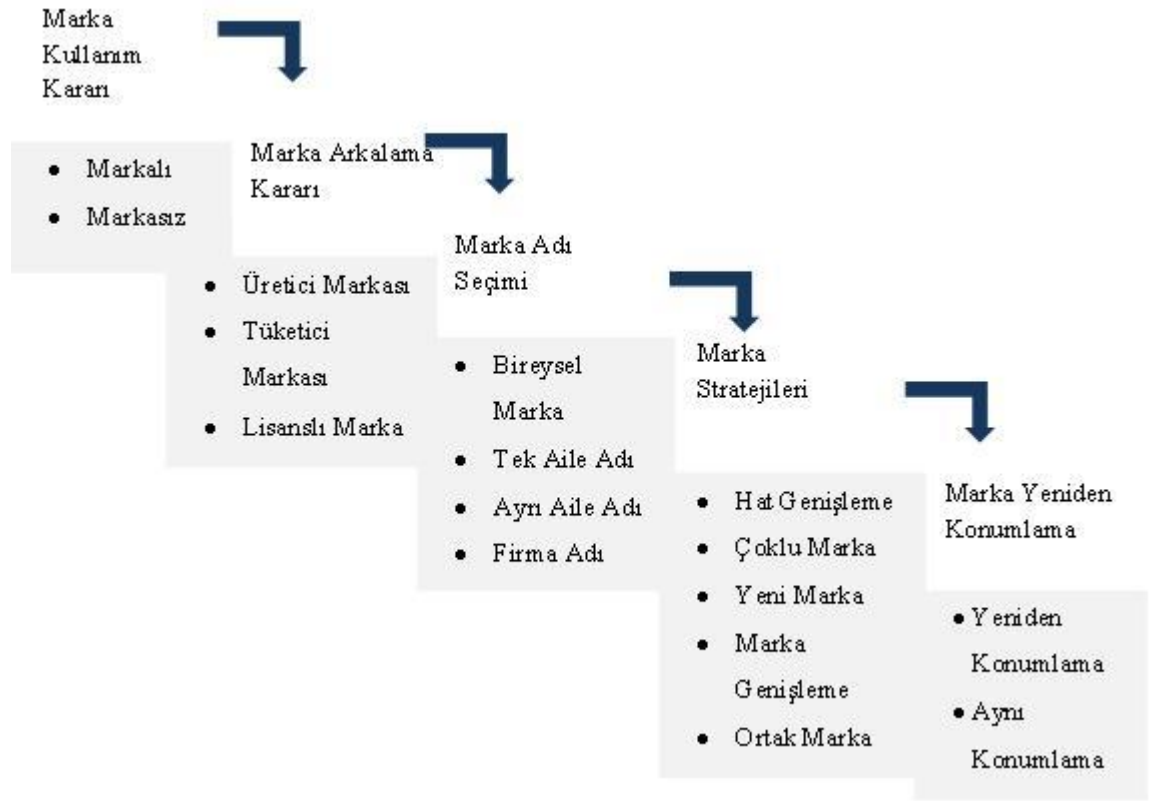 Marka
Kullanım
Kararı
● Markalı
● Markasız
Marka Arkalama
Kararı
● Üretici Markası
● Tüketici
Markası
● Lisanslı Marka
Marka Adı
Seçimi
● Bireysel
Marka
● Tek Aile Adı
● Ayrı Aile Adı
● Firma Adı
Marka
Stratejileri
● Hat Genişleme
● Çoklu Marka
● Yeni Marka
● Marka
Genişleme
● Ortak Marka
Marka Yeniden
Konumlama
● Yeniden
Konumlama
● Aynı
Konumlama